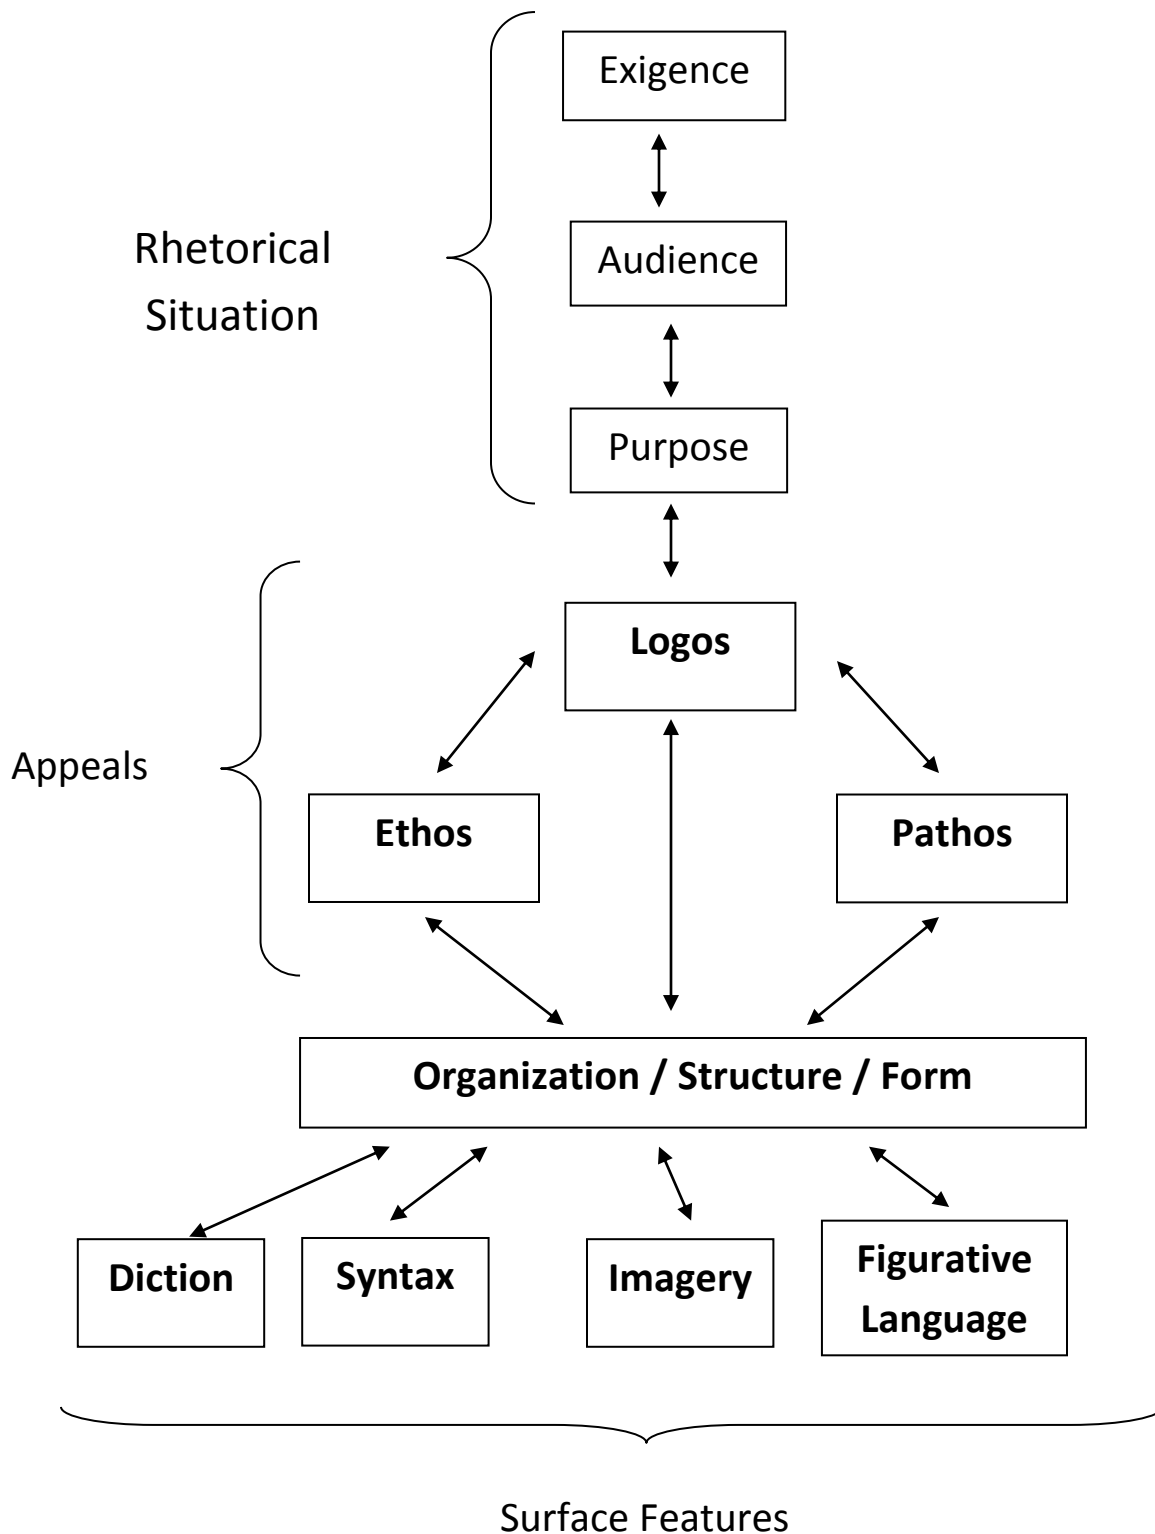 Exigence
Rhetorical
Situation
Audience
Purpose
Logos
Appeals
Ethos
Pathos
Organization / Structure / Form
Diction
Syntax
Imagery
Figurative
Language
Surface Features